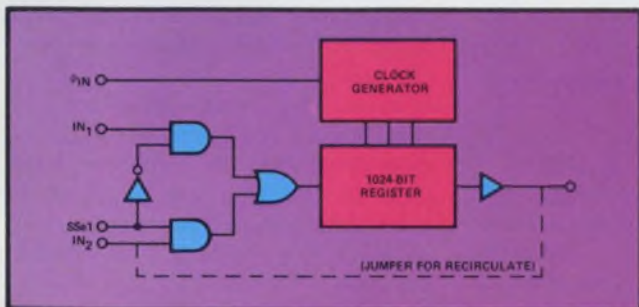 CLOCK
GENERATOR
φIN
IN1
1024-BIT
REGISTER
SSel
IN2
(JUMPER FOR RECIRCULATE)